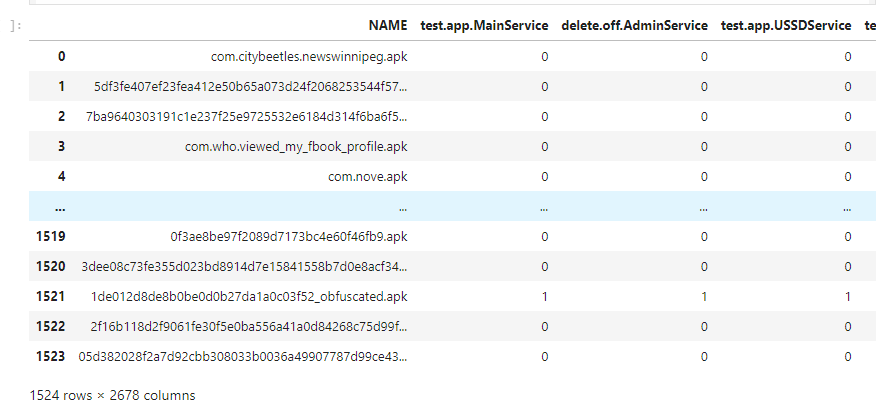 ]:
NAME test.app.MainService delete.off.AdminService test.app.USSDService te
0 com.citybeetles.newswinnipeg.apk 0 0 0
1 5df3fe407ef23fea412e50b65a073d24f2068253544f57... 0 0 0
2 7ba9640303191c1e237f25e9725532e6184d314f6ba6f5... 0 0 0
3 com.who.viewed_my_fbook_profile.apk 0 0 0
4 com.nove.apk 0 0 0
... ... ... ... ...
1519 0f3ae8be97f2089d7173bc4e60f46fb9.apk 0 0 0
1520 3dee08c73fe355d023bd8914d7e15841558b7d0e8acf34... 0 0 0
1521 1de012d8de8b0be0d0b27da1a0c03f52_obfuscated.apk 1 1 1
1522 2f16b118d2f9061fe30f5e0ba556a41a0d84268c75d99f... 0 0 0
1523 05d382028f2a7d92cbb308033b0036a49907787d99ce43... 0 0 0
1524 rows × 2678 columns